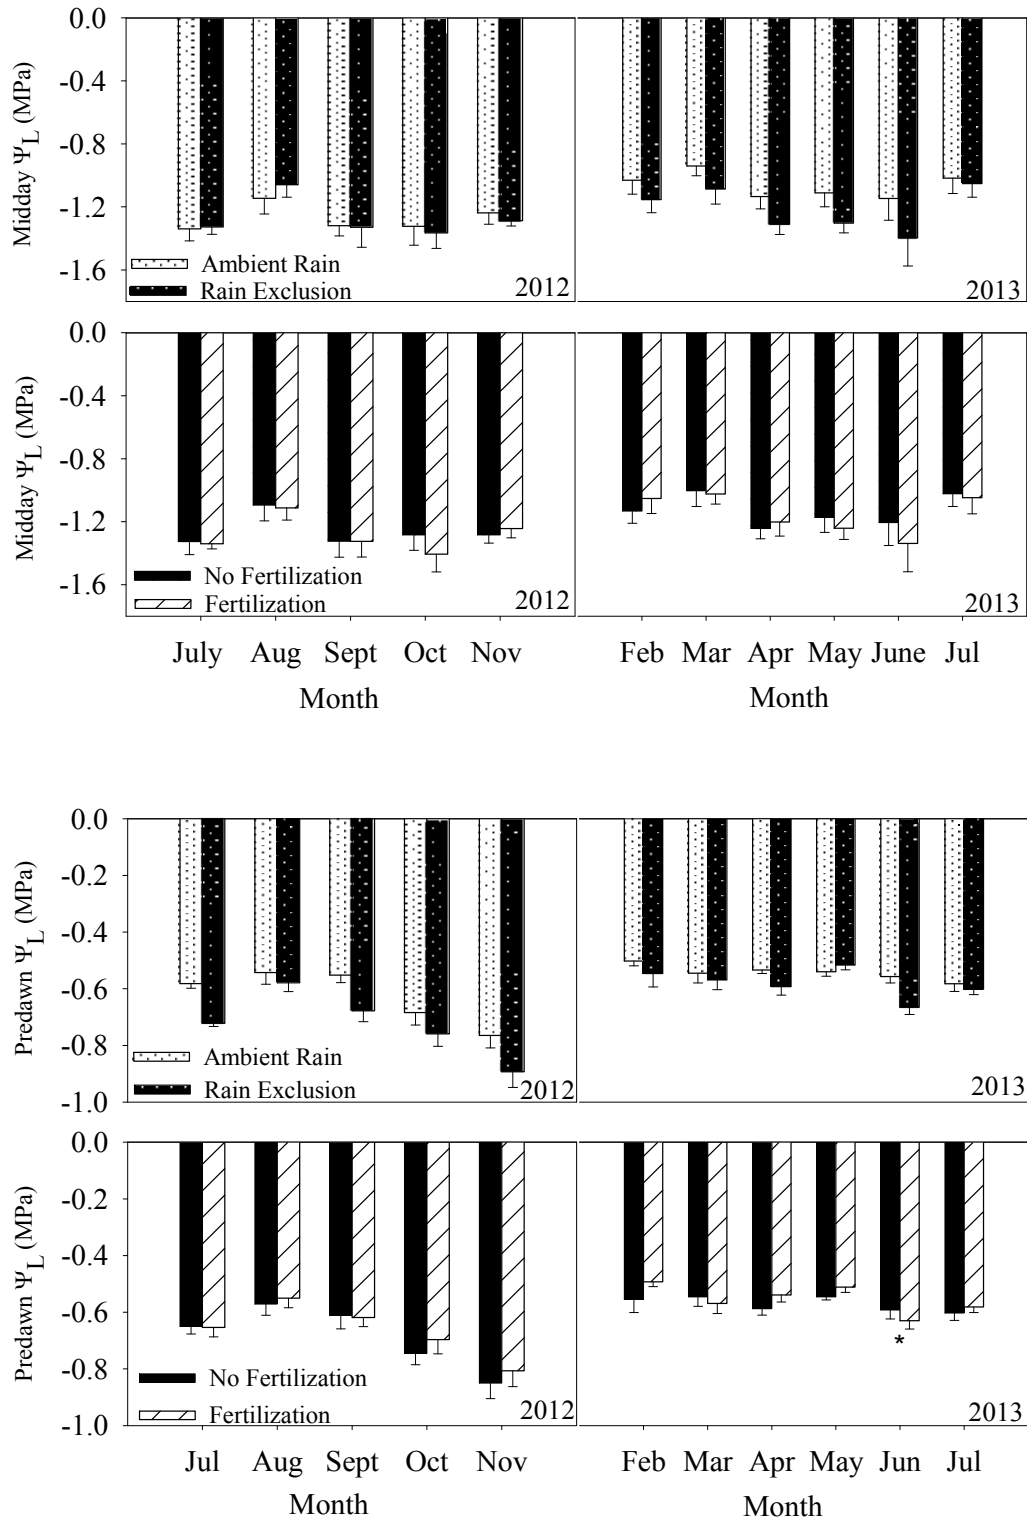 0.0
-0.4
-0.8
-1.2
-1.6
Midday Ψ_L (MPa)
Ambient Rain
Rain Exclusion
2012
2013
0.0
-0.4
-0.8
-1.2
-1.6
Midday Ψ_L (MPa)
No Fertilization
Fertilization
2012
2013
July Aug Sept Oct Nov
Feb Mar Apr May June Jul
Month
Month
0.0
-0.2
-0.4
-0.6
-0.8
-1.0
Predawn Ψ_L (MPa)
Ambient Rain
Rain Exclusion
2012
2013
0.0
-0.2
-0.4
-0.6
-0.8
-1.0
Predawn Ψ_L (MPa)
*
No Fertilization
Fertilization
2012
2013
Jul Aug Sept Oct Nov
Feb Mar Apr May Jun Jul
Month
Month